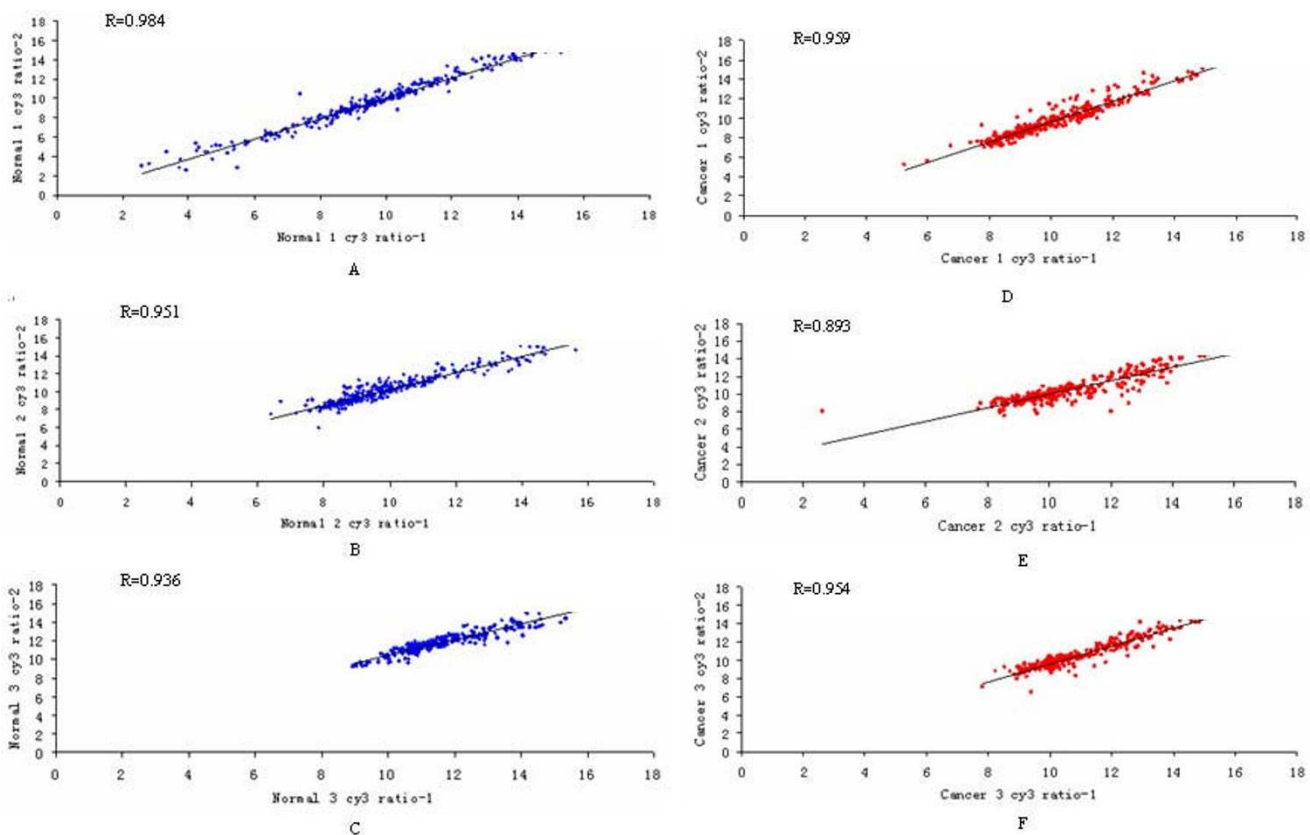 R=0.984
Normal 1 cy3 ratio-2
18
16
14
12
10
8
6
4
2
0
0 2 4 6 8 10 12 14 16 18
Normal 1 cy3 ratio-1
A
R=0.959
Cancer 1 cy3 ratio-2
18
16
14
12
10
8
6
4
2
0
0 2 4 6 8 10 12 14 16 18
Cancer 1 cy3 ratio-1
D
R=0.951
Normal 2 cy3 ratio-2
18
16
14
12
10
8
6
4
2
0
0 2 4 6 8 10 12 14 16 18
Normal 2 cy3 ratio-1
B
R=0.893
Cancer 2 cy3 ratio-2
18
16
14
12
10
8
6
4
2
0
0 2 4 6 8 10 12 14 16 18
Cancer 2 cy3 ratio-1
E
R=0.936
Normal 3 cy3 ratio-2
18
16
14
12
10
8
6
4
2
0
0 2 4 6 8 10 12 14 16 18
Normal 3 cy3 ratio-1
C
R=0.954
Cancer 3 cy3 ratio-2
18
16
14
12
10
8
6
4
2
0
0 2 4 6 8 10 12 14 16 18
Cancer 3 cy3 ratio-1
F